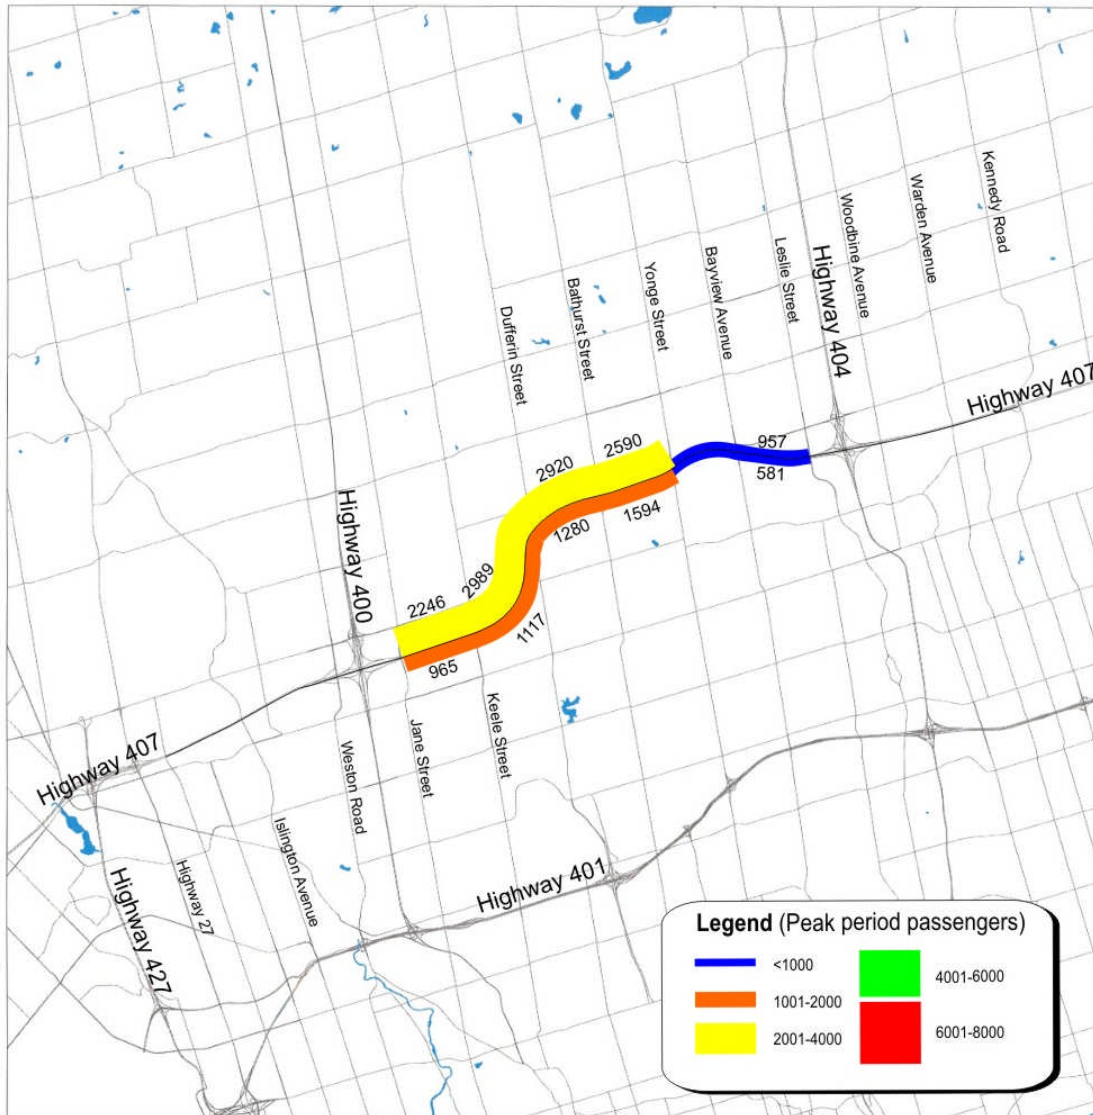 Kennedy Road
Warden Avenue
Woodbine Avenue
Leslie Street
Highway 404
Bayview Avenue
Yonge Street
Bathurst Street
Dufferin Street
Highway 407
957
581
2590
2920
1594
1280
2989
2246
1117
965
Highway 400
Keele Street
Jane Street
Weston Road
Highway 407
Islington Avenue
Highway 27
Highway 427
Highway 401
Legend (Peak period passengers)
<1000
1001-2000
2001-4000
4001-6000
6001-8000